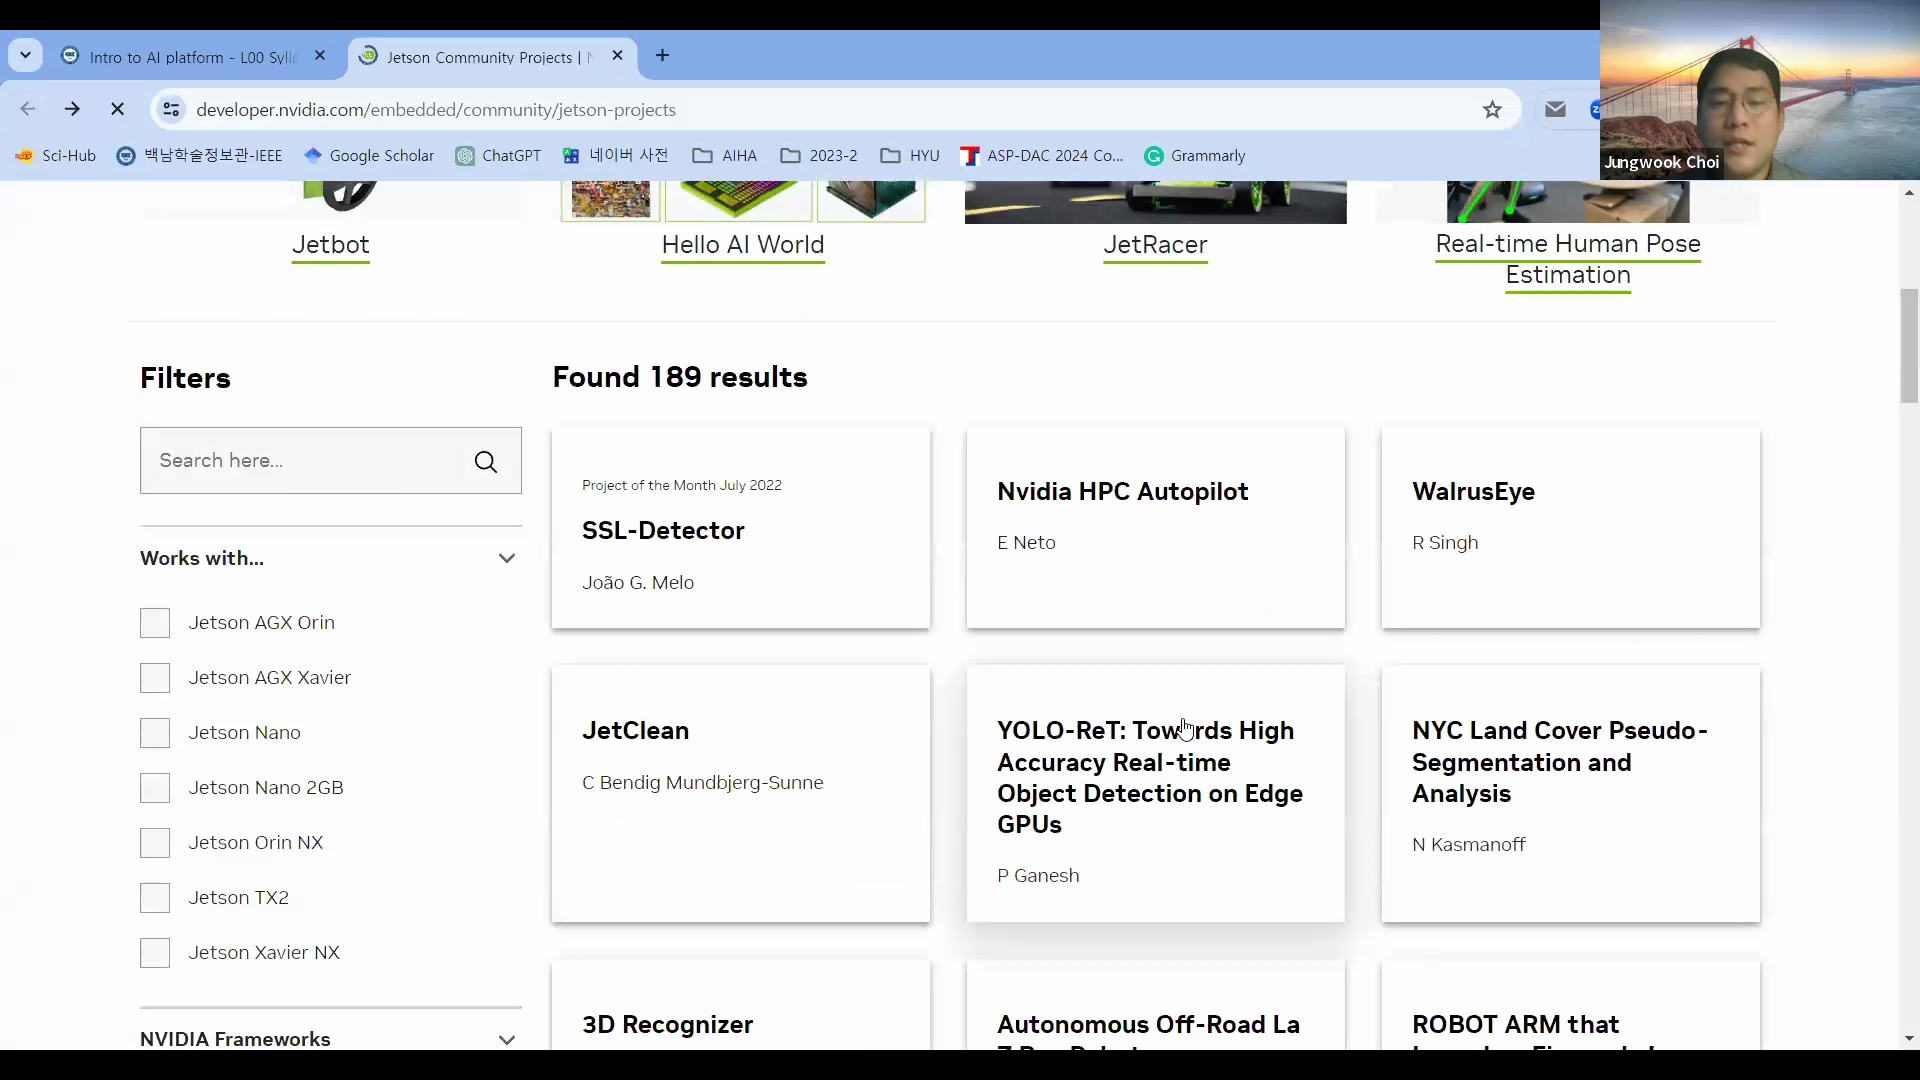 Intro to AI platform - L00 Sylla
Jetson Community Projects | N
developer.nvidia.com/embedded/community/jetson-projects
Sci-Hub
백남학술정보관-IEEE
Google Scholar
ChatGPT
네이버 사전
AIHA
2023-2
HYU
ASP-DAC 2024 Co...
Grammarly
Jungwook Choi
Jetbot
Hello AI World
JetRacer
Real-time Human Pose
Estimation
Filters
Found 189 results
Search here...
Works with...
Jetson AGX Orin
Jetson AGX Xavier
Jetson Nano
Jetson Nano 2GB
Jetson Orin NX
Jetson TX2
Jetson Xavier NX
NVIDIA Frameworks
Project of the Month July 2022
SSL-Detector
João G. Melo
Nvidia HPC Autopilot
E Neto
WalrusEye
R Singh
JetClean
C Bendig Mundbjerg-Sunne
YOLO-ReT: Towards High
Accuracy Real-time
Object Detection on Edge
GPUs
P Ganesh
NYC Land Cover Pseudo-
Segmentation and
Analysis
N Kasmanoff
3D Recognizer
Autonomous Off-Road La
ROBOT ARM that